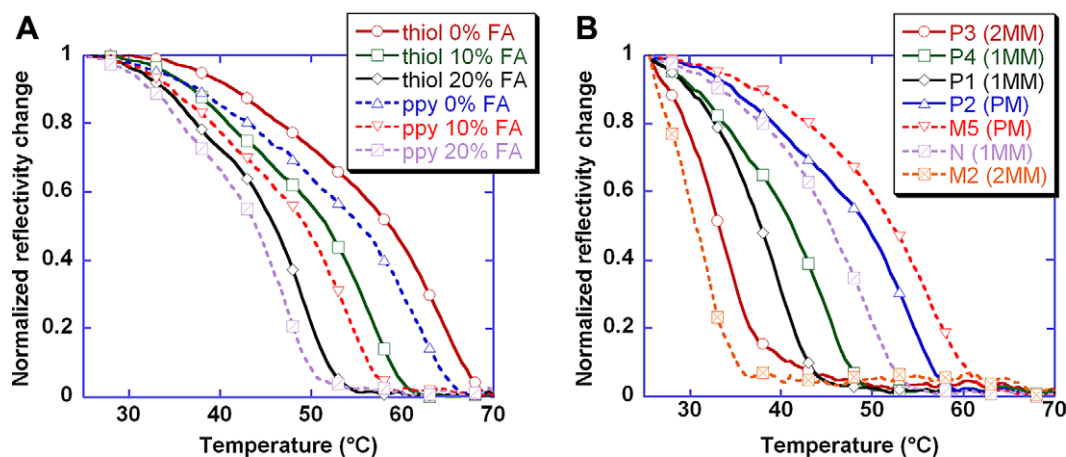 A
thiol 0% FA
thiol 10% FA
thiol 20% FA
ppy 0% FA
ppy 10% FA
ppy 20% FA
Normalized reflectivity change
1
0.8
0.6
0.4
0.2
0
30 40 50 60 70
Temperature (°C)
B
P3 (2MM)
P4 (1MM)
P1 (1MM)
P2 (PM)
M5 (PM)
N (1MM)
M2 (2MM)
Normalized reflectivity change
1
0.8
0.6
0.4
0.2
0
30 40 50 60 70
Temperature (°C)